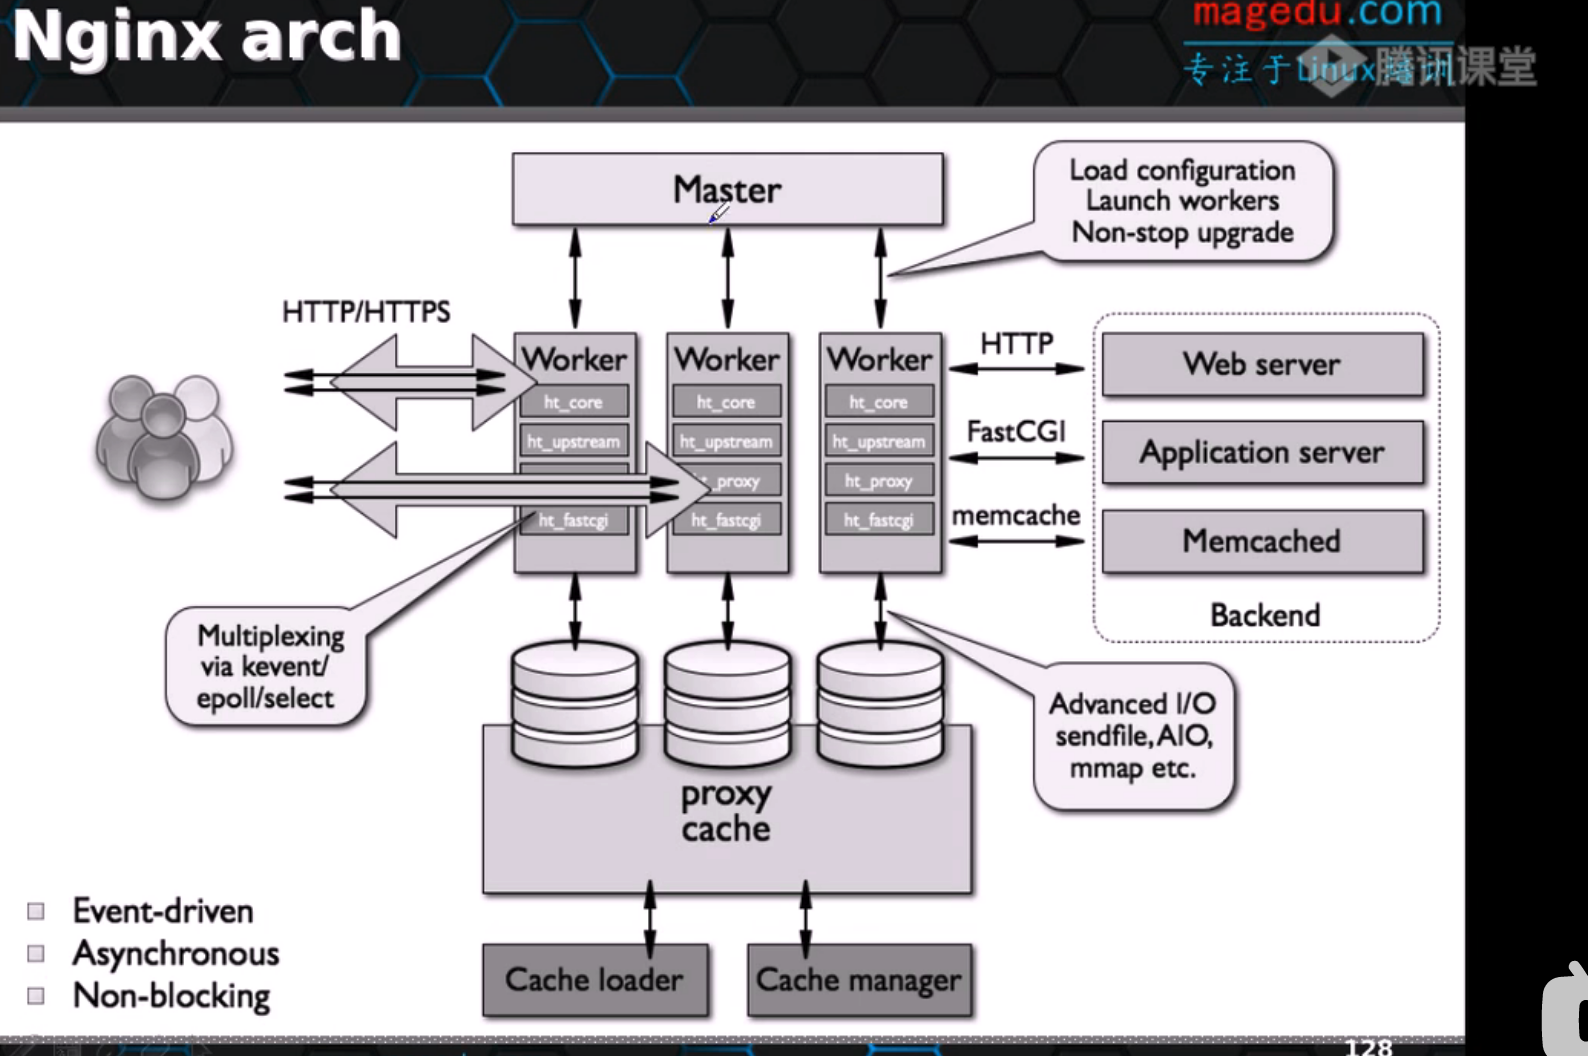 Nginx arch
magedu.com
专注于Linux培训
腾讯课堂
Master
Load configuration
Launch workers
Non-stop upgrade
HTTP/HTTPS
Worker
ht_core
ht_upstream
ht_fastcgi
Worker
ht_core
ht_upstream
_proxy
ht_fastcgi
Worker
ht_core
ht_upstream
ht_proxy
ht_fastcgi
HTTP
FastCGI
memcache
Web server
Application server
Memcached
Backend
Multiplexing
via kevent/
epoll/select
Advanced I/O
sendfile, AIO,
mmap etc.
proxy
cache
Cache loader
Cache manager
Event-driven
Asynchronous
Non-blocking
128